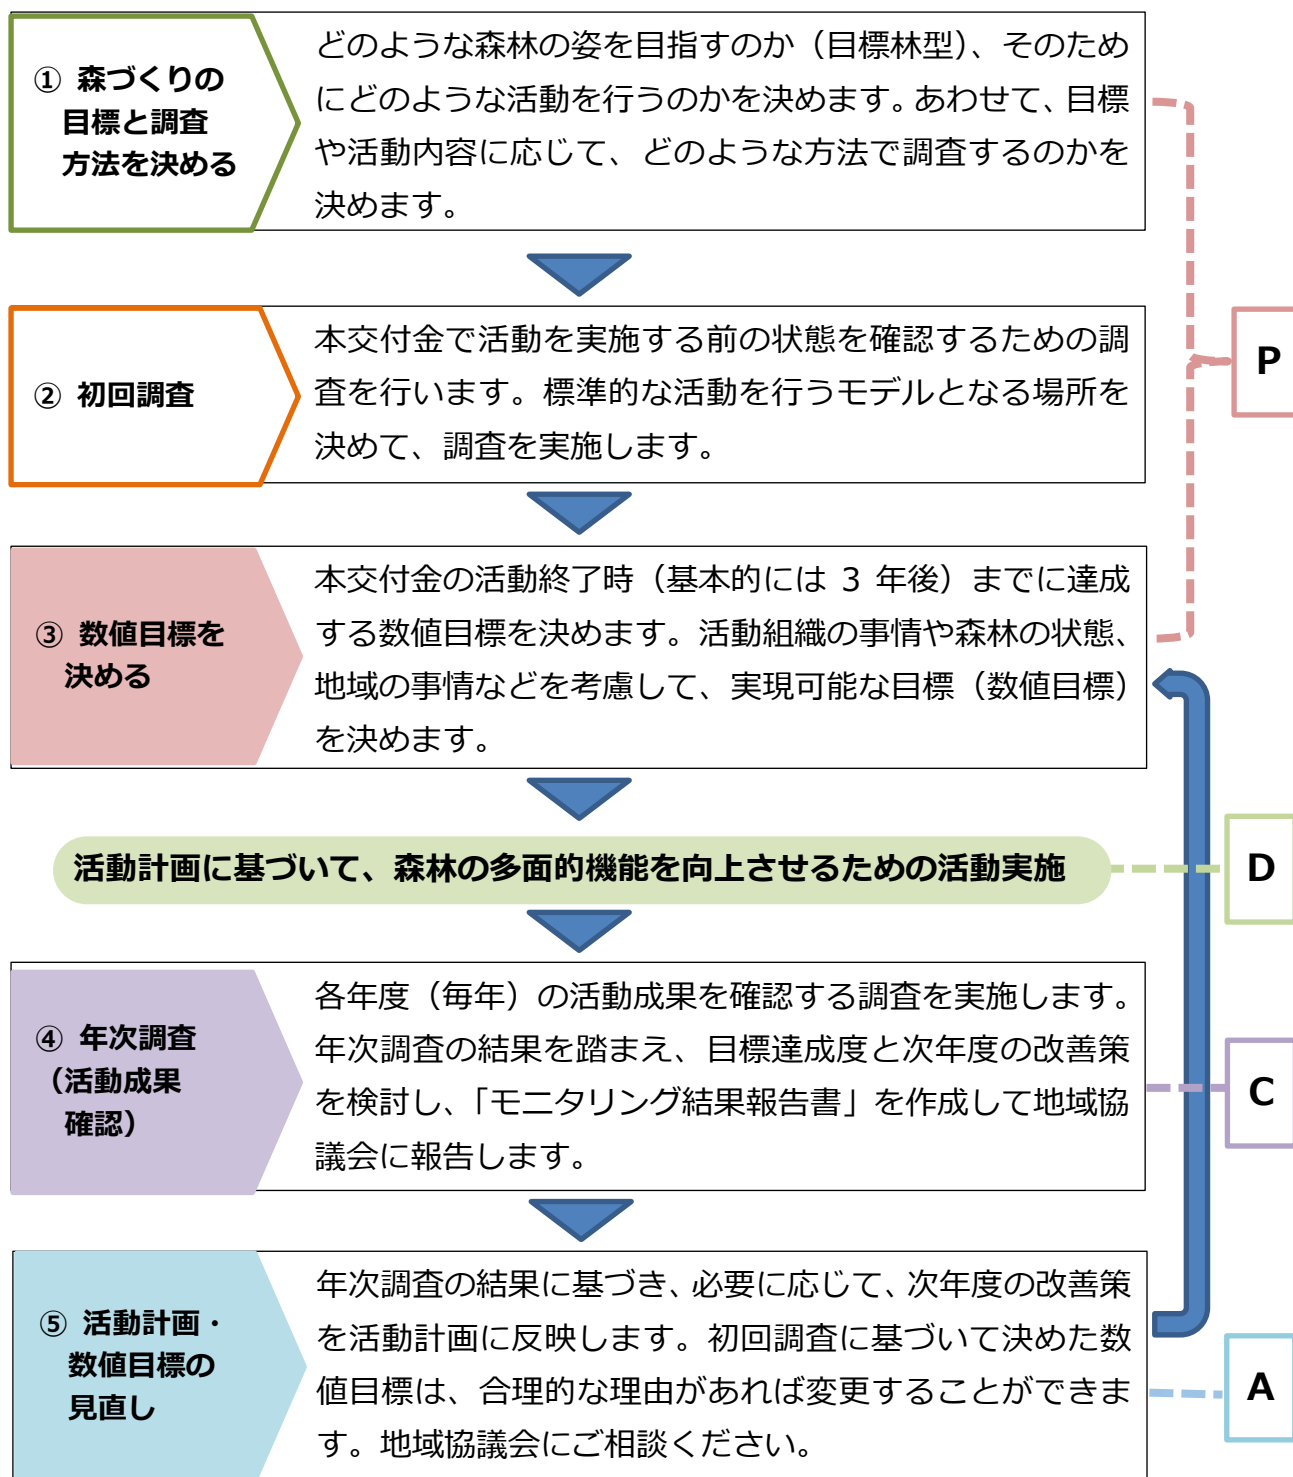 ① 森づくりの
目標と調査
方法を決める
どのような森林の姿を目指すのか（目標林型）、そのため
にどのような活動を行うのかを決めます。あわせて、目標
や活動内容に応じて、どのような方法で調査するのかを
決めます。
② 初回調査
本交付金で活動を実施する前の状態を確認するための調
査を行います。標準的な活動を行うモデルとなる場所を
決めて、調査を実施します。
P
③ 数値目標を
決める
本交付金の活動終了時（基本的には 3 年後）までに達成
する数値目標を決めます。活動組織の事情や森林の状態、
地域の事情などを考慮して、実現可能な目標（数値目標）
を決めます。
活動計画に基づいて、森林の多面的機能を向上させるための活動実施
D
④ 年次調査
（活動成果
確認）
各年度（毎年）の活動成果を確認する調査を実施します。
年次調査の結果を踏まえ、目標達成度と次年度の改善策
を検討し、「モニタリング結果報告書」を作成して地域協
議会に報告します。
C
⑤ 活動計画・
数値目標の
見直し
年次調査の結果に基づき、必要に応じて、次年度の改善策
を活動計画に反映します。初回調査に基づいて決めた数
値目標は、合理的な理由があれば変更することができま
す。地域協議会にご相談ください。
A